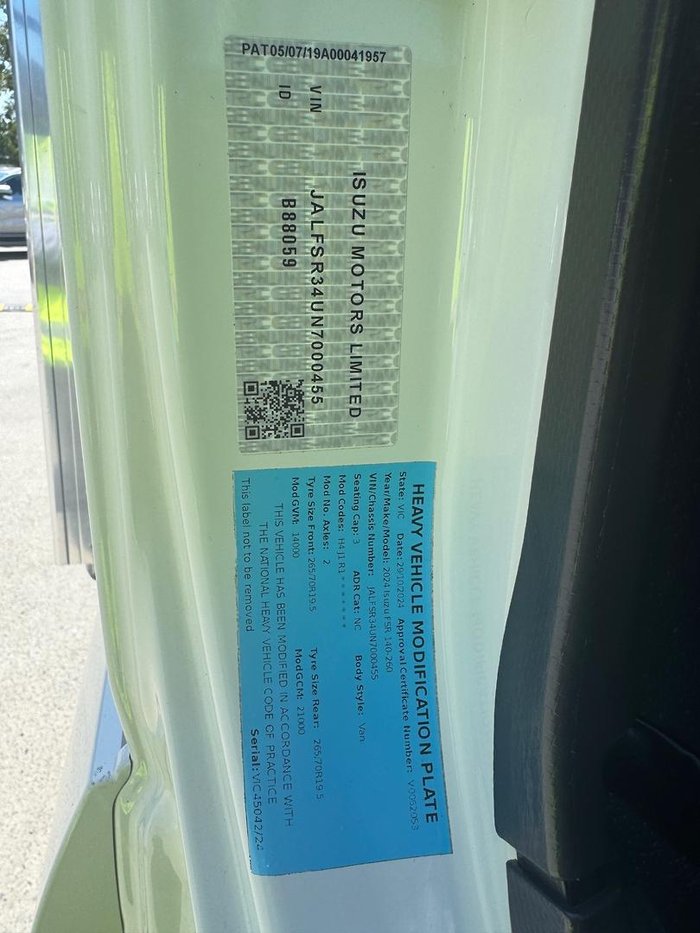 PAT05/07/19A00041957
ISUZU MOTORS LIMITED
VIN JALFSR34UN7000455
ID B88059
HEAVY VEHICLE MODIFICATION PLATE
State: VIC Date: 29/10/2024 Approval Certificate Number: V0052053
Year/Make/Model: 2024 Isuzu FSR 140-260
VIN/Chassis Number: JALFSR34UN7000455
Seating Cap: 3 ADR Cat: NC Body Style: Van
Mod Codes: H4 J1 R1 * * * * * * *
Mod No. Axles: 2
Tyre Size Front: 265/70R19.5 Tyre Size Rear: 265/70R19.5
ModGVM: 14000 ModGCM: 21000
THIS VEHICLE HAS BEEN MODIFIED IN ACCORDANCE WITH
THE NATIONAL HEAVY VEHICLE CODE OF PRACTICE
This label not to be removed Serial: VIC45042/24